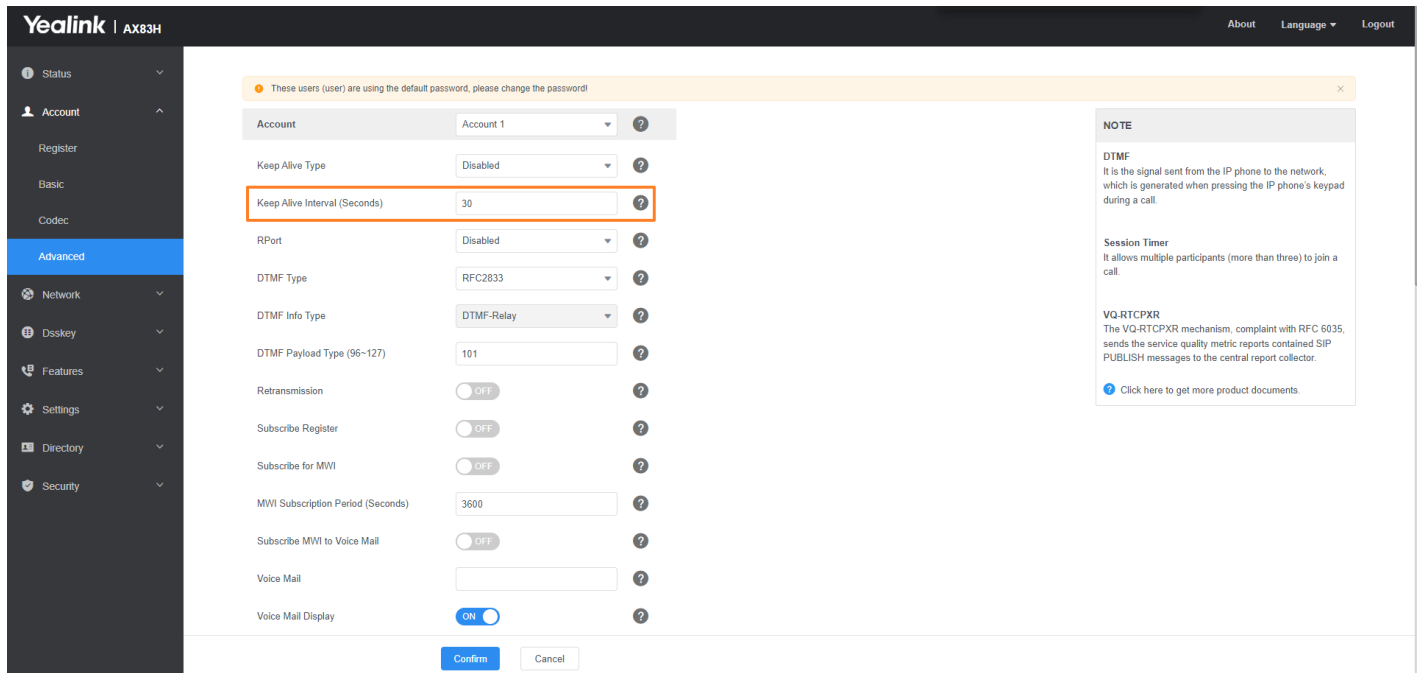 Yealink | AX83H
About Language Logout
Status
Account
Register
Basic
Codec
Advanced
Network
Dsskey
Features
Settings
Directory
Security
These users (user) are using the default password, please change the password!
Account Account 1
Keep Alive Type Disabled
Keep Alive Interval (Seconds) 30
RPort Disabled
DTMF Type RFC2833
DTMF Info Type DTMF-Relay
DTMF Payload Type (96~127) 101
Retransmission OFF
Subscribe Register OFF
Subscribe for MWI OFF
MWI Subscription Period (Seconds) 3600
Subscribe MWI to Voice Mail OFF
Voice Mail
Voice Mail Display ON
Confirm Cancel
NOTE
DTMF
It is the signal sent from the IP phone to the network,
which is generated when pressing the IP phone's keypad
during a call.
Session Timer
It allows multiple participants (more than three) to join a
call.
VQ-RTCPXR
The VQ-RTCPXR mechanism, complaint with RFC 6035,
sends the service quality metric reports contained SIP
PUBLISH messages to the central report collector.
Click here to get more product documents.